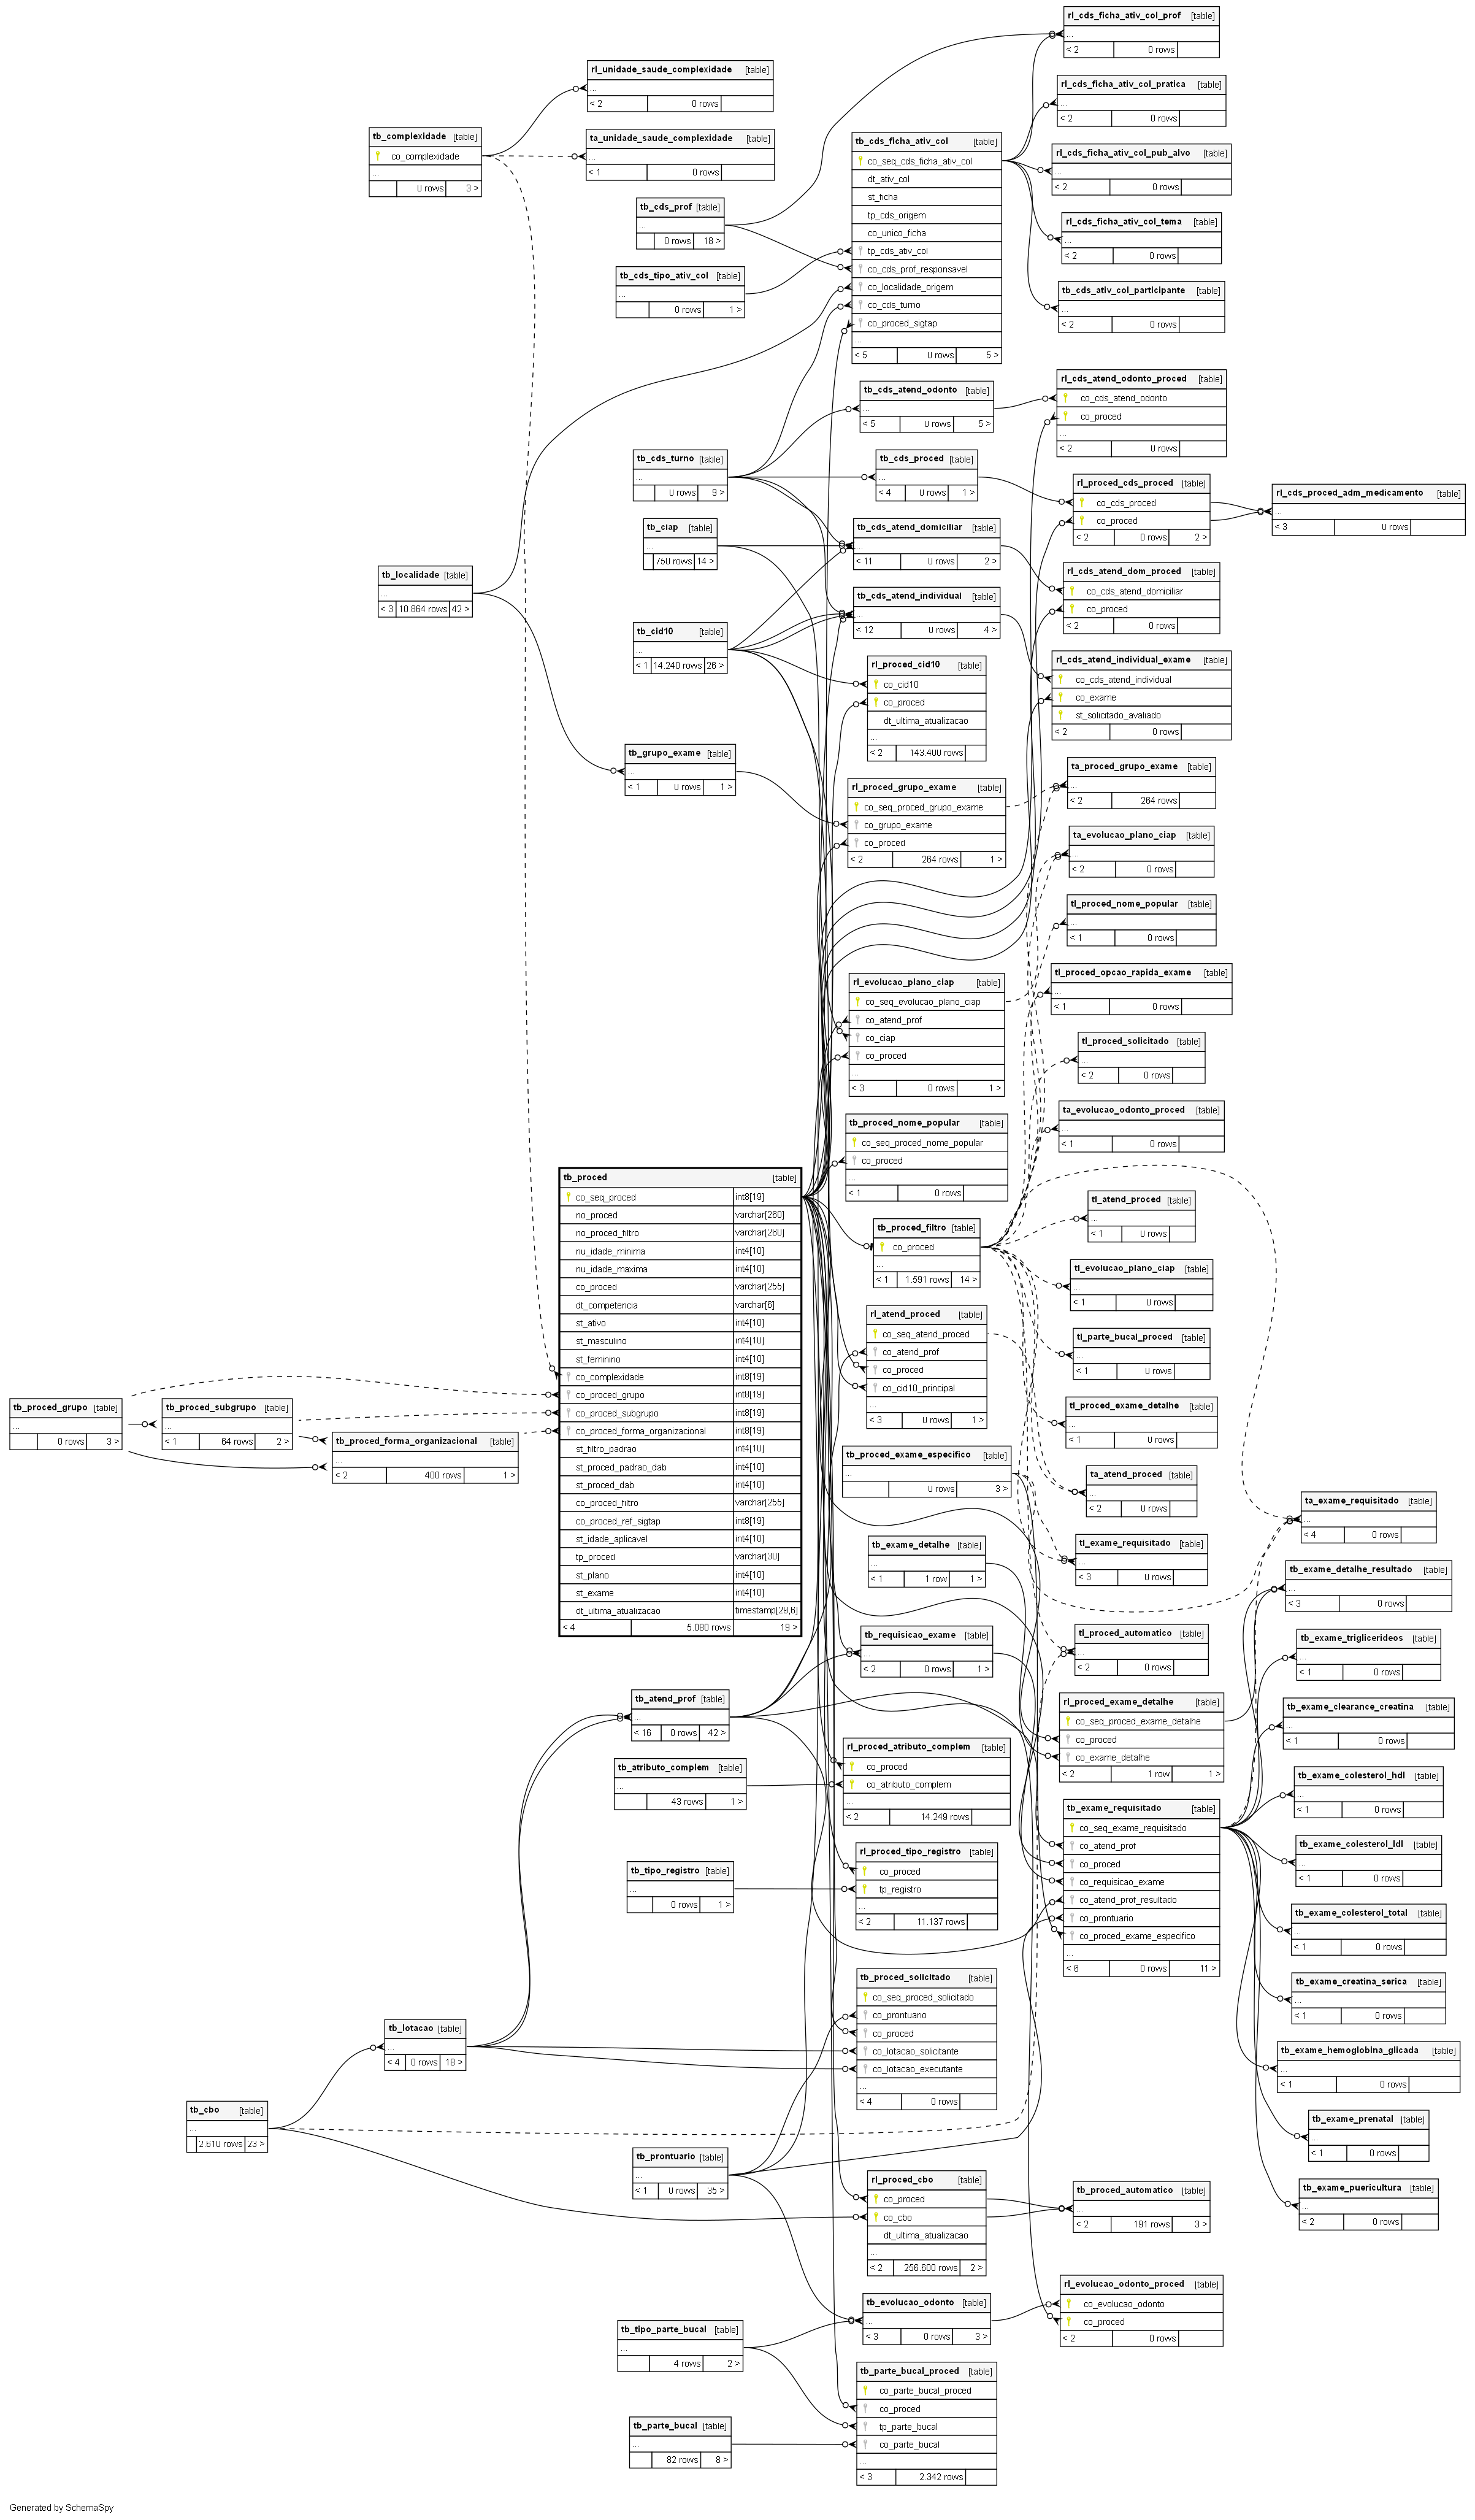 rl_cds_ficha_ativ_col_prof [table]
...
< 2 0 rows
rl_unidade_saude_complexidade [table]
...
< 2 0 rows
rl_cds_ficha_ativ_col_pratica [table]
...
< 2 0 rows
tb_complexidade [table]
co_complexidade
...
0 rows 3 >
ta_unidade_saude_complexidade [table]
...
< 1 0 rows
tb_cds_ficha_ativ_col [table]
co_seq_cds_ficha_ativ_col
dt_ativ_col
st_ficha
tp_cds_origem
co_unico_ficha
tp_cds_ativ_col
co_cds_prof_responsavel
co_localidade_origem
co_cds_turno
co_proced_sigtap
...
< 5 0 rows 5 >
rl_cds_ficha_ativ_col_pub_alvo [table]
...
< 2 0 rows
tb_cds_prof [table]
...
0 rows 18 >
rl_cds_ficha_ativ_col_tema [table]
...
< 2 0 rows
tb_cds_tipo_ativ_col [table]
...
0 rows 1 >
tb_cds_ativ_col_participante [table]
...
< 2 0 rows
tb_cds_atend_odonto [table]
...
< 5 0 rows 5 >
rl_cds_atend_odonto_proced [table]
co_cds_atend_odonto
co_proced
...
< 2 0 rows
tb_cds_turno [table]
...
0 rows 9 >
tb_cds_proced [table]
...
< 4 0 rows 1 >
rl_proced_cds_proced [table]
co_cds_proced
co_proced
< 2 0 rows 2 >
rl_cds_proced_adm_medicamento [table]
...
< 3 0 rows
tb_ciap [table]
...
750 rows 14 >
tb_cds_atend_domiciliar [table]
...
< 11 0 rows 2 >
tb_localidade [table]
...
< 3 10.864 rows 42 >
rl_cds_atend_dom_proced [table]
co_cds_atend_domiciliar
co_proced
< 2 0 rows
tb_cds_atend_individual [table]
...
< 12 0 rows 4 >
tb_cid10 [table]
...
< 1 14.240 rows 26 >
rl_proced_cid10 [table]
co_cid10
co_proced
dt_ultima_atualizacao
...
< 2 143.400 rows
rl_cds_atend_individual_exame [table]
co_cds_atend_individual
co_exame
st_solicitado_avaliado
< 2 0 rows
tb_grupo_exame [table]
...
< 1 0 rows 1 >
rl_proced_grupo_exame [table]
co_seq_proced_grupo_exame
co_grupo_exame
co_proced
< 2 264 rows 1 >
ta_proced_grupo_exame [table]
...
< 2 264 rows
ta_evolucao_plano_ciap [table]
...
< 2 0 rows
tl_proced_nome_popular [table]
...
< 1 0 rows
rl_evolucao_plano_ciap [table]
co_seq_evolucao_plano_ciap
co_atend_prof
co_ciap
co_proced
...
< 3 0 rows 1 >
tl_proced_opcao_rapida_exame [table]
...
< 1 0 rows
tl_proced_solicitado [table]
...
< 2 0 rows
tb_proced_nome_popular [table]
co_seq_proced_nome_popular
co_proced
...
< 1 0 rows
ta_evolucao_odonto_proced [table]
...
< 1 0 rows
tb_proced [table]
co_seq_proced int8[19]
no_proced varchar[260]
no_proced_filtro varchar[260]
nu_idade_minima int4[10]
nu_idade_maxima int4[10]
co_proced varchar[255]
dt_competencia varchar[6]
st_ativo int4[10]
st_masculino int4[10]
st_feminino int4[10]
co_complexidade int8[19]
co_proced_grupo int8[19]
co_proced_subgrupo int8[19]
co_proced_forma_organizacional int8[19]
st_filtro_padrao int4[10]
st_proced_padrao_dab int4[10]
st_proced_dab int4[10]
co_proced_filtro varchar[255]
co_proced_ref_sigtap int8[19]
st_idade_aplicavel int4[10]
tp_proced varchar[30]
st_plano int4[10]
st_exame int4[10]
dt_ultima_atualizacao timestamp[29,6]
< 4 5.080 rows 19 >
tb_proced_filtro [table]
co_proced
...
< 1 1.591 rows 14 >
tl_atend_proced [table]
...
< 1 0 rows
tl_evolucao_plano_ciap [table]
...
< 1 0 rows
rl_atend_proced [table]
co_seq_atend_proced
co_atend_prof
co_proced
co_cid10_principal
...
< 3 0 rows 1 >
tl_parte_bucal_proced [table]
...
< 1 0 rows
tb_proced_grupo [table]
...
0 rows 3 >
tb_proced_subgrupo [table]
...
< 1 64 rows 2 >
tb_proced_forma_organizacional [table]
...
< 2 400 rows 1 >
tl_proced_exame_detalhe [table]
...
< 1 0 rows
tb_proced_exame_especifico [table]
...
0 rows 3 >
ta_atend_proced [table]
...
< 2 0 rows
ta_exame_requisitado [table]
...
< 4 0 rows
tb_exame_detalhe [table]
...
< 1 1 row 1 >
tl_exame_requisitado [table]
...
< 3 0 rows
tb_exame_detalhe_resultado [table]
...
< 3 0 rows
tb_requisicao_exame [table]
...
< 2 0 rows 1 >
tl_proced_automatico [table]
...
< 2 0 rows
tb_exame_triglicerideos [table]
...
< 1 0 rows
tb_atend_prof [table]
...
< 16 0 rows 42 >
rl_proced_exame_detalhe [table]
co_seq_proced_exame_detalhe
co_proced
co_exame_detalhe
< 2 1 row 1 >
tb_exame_clearance_creatina [table]
...
< 1 0 rows
tb_atributo_complem [table]
...
43 rows 1 >
rl_proced_atributo_complem [table]
co_proced
co_atributo_complem
...
< 2 14.249 rows
tb_exame_colesterol_hdl [table]
...
< 1 0 rows
tb_exame_requisitado [table]
co_seq_exame_requisitado
co_atend_prof
co_proced
co_requisicao_exame
co_atend_prof_resultado
co_prontuario
co_proced_exame_especifico
...
< 6 0 rows 11 >
tb_exame_colesterol_ldl [table]
...
< 1 0 rows
tb_tipo_registro [table]
...
0 rows 1 >
rl_proced_tipo_registro [table]
co_proced
tp_registro
...
< 2 11.137 rows
tb_exame_colesterol_total [table]
...
< 1 0 rows
tb_exame_creatina_serica [table]
...
< 1 0 rows
tb_proced_solicitado [table]
co_seq_proced_solicitado
co_prontuario
co_proced
co_lotacao_solicitante
co_lotacao_executante
...
< 4 0 rows
tb_lotacao [table]
...
< 4 0 rows 18 >
tb_exame_hemoglobina_glicada [table]
...
< 1 0 rows
tb_cbo [table]
...
2.610 rows 23 >
tb_exame_prenatal [table]
...
< 1 0 rows
tb_prontuario [table]
...
< 1 0 rows 35 >
rl_proced_cbo [table]
co_proced
co_cbo
dt_ultima_atualizacao
...
< 2 256.600 rows 2 >
tb_proced_automatico [table]
...
< 2 191 rows 3 >
tb_exame_puericultura [table]
...
< 2 0 rows
tb_evolucao_odonto [table]
...
< 3 0 rows 3 >
rl_evolucao_odonto_proced [table]
co_evolucao_odonto
co_proced
< 2 0 rows
tb_tipo_parte_bucal [table]
...
4 rows 2 >
tb_parte_bucal_proced [table]
co_parte_bucal_proced
co_proced
tp_parte_bucal
co_parte_bucal
...
< 3 2.342 rows
tb_parte_bucal [table]
...
82 rows 8 >
Generated by SchemaSpy